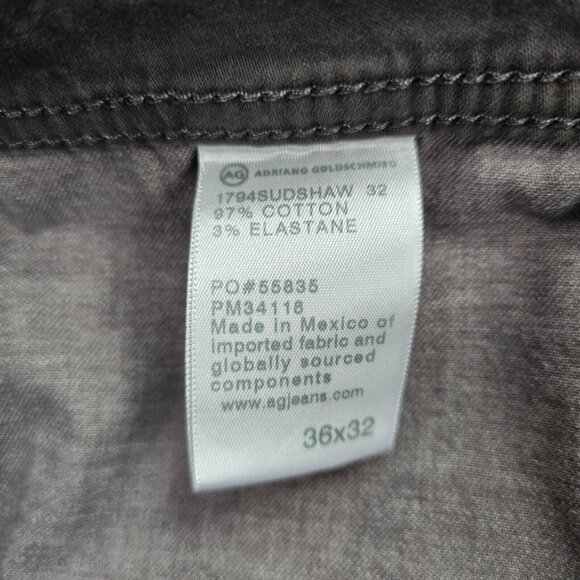 AG ADRIANO GOLDSCHMIED
1794SUDSHAW 32
97% COTTON
3% ELASTANE
PO#55835
PM34118
Made in Mexico of
imported fabric and
globally sourced
components
www.agjeans.com
36x32